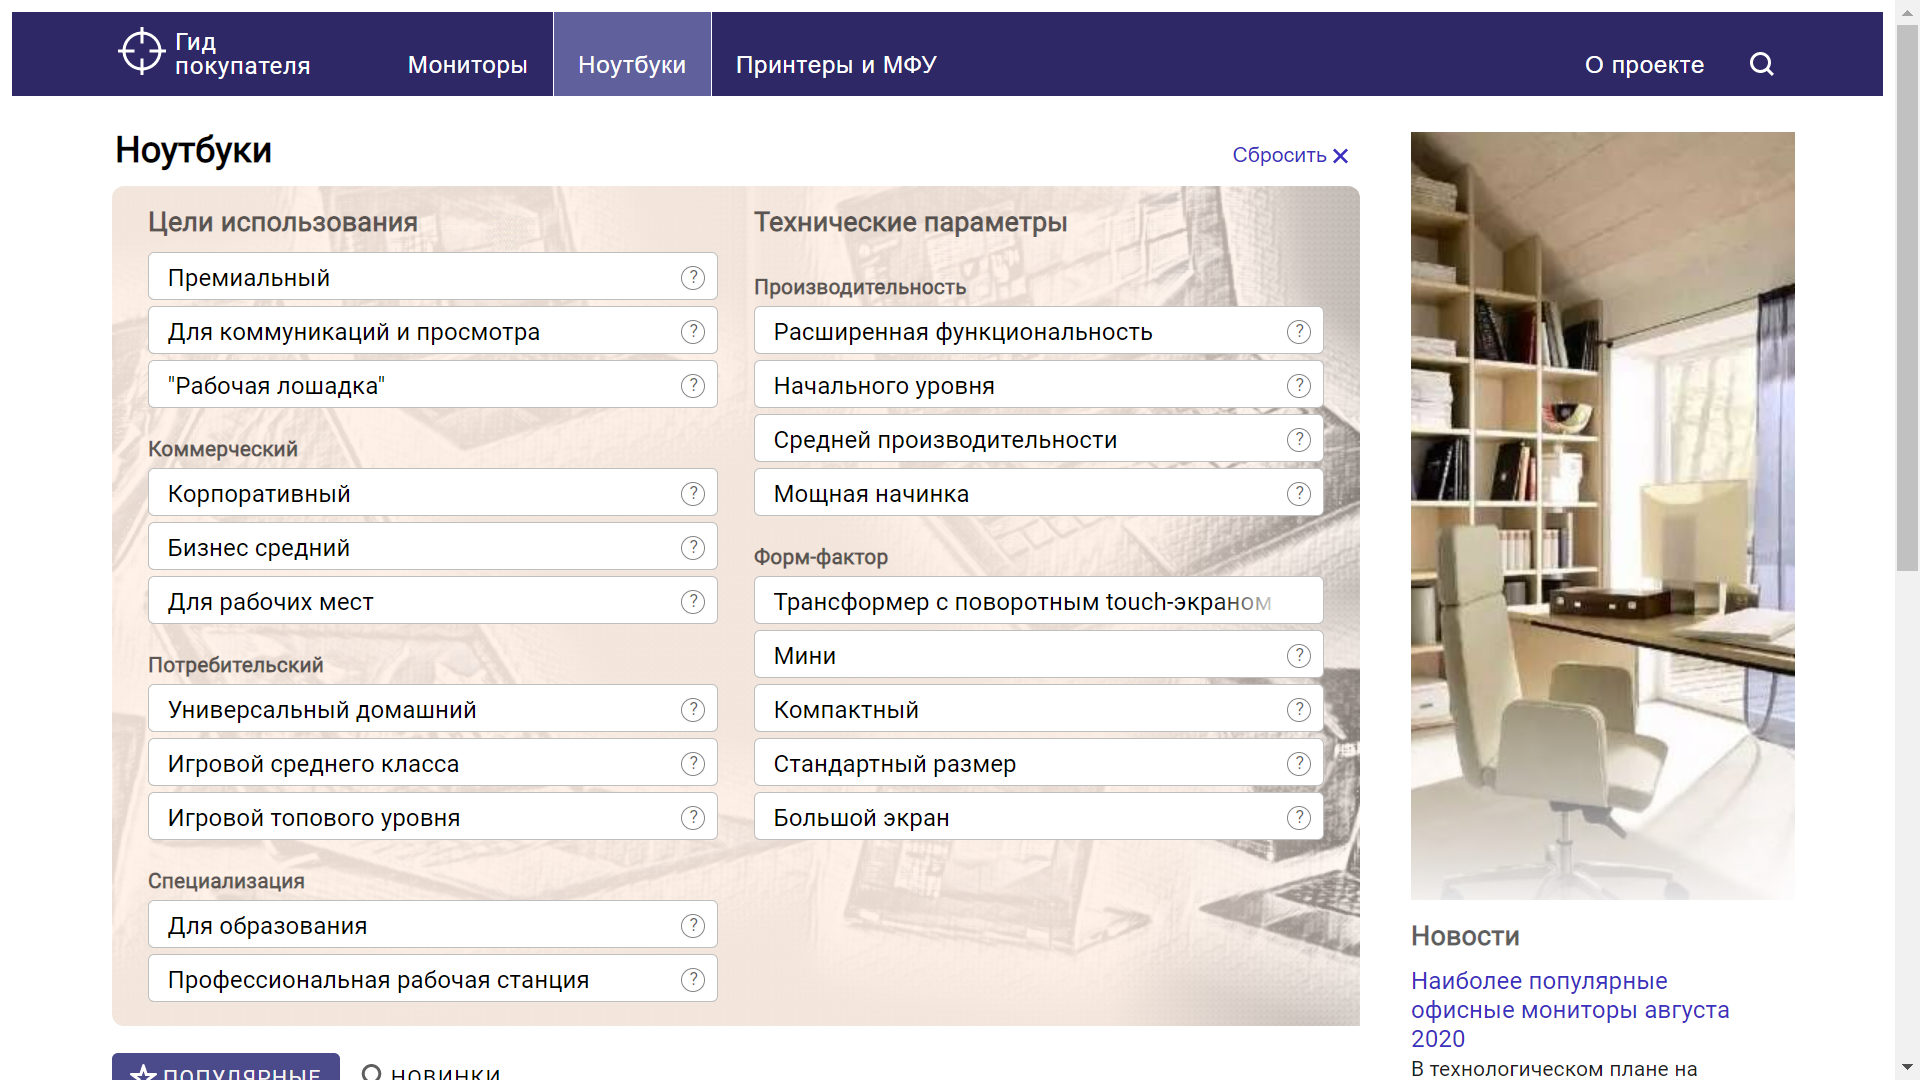 Гид
покупателя
Мониторы
Ноутбуки
Принтеры и МФУ
О проекте
Ноутбуки
Сбросить
Цели использования
Премиальный
?
Для коммуникаций и просмотра
?
"Рабочая лошадка"
?
Коммерческий
Корпоративный
?
Бизнес средний
?
Для рабочих мест
?
Потребительский
Универсальный домашний
?
Игровой среднего класса
?
Игровой топового уровня
?
Специализация
Для образования
?
Профессиональная рабочая станция
?
Технические параметры
Производительность
Расширенная функциональность
?
Начального уровня
?
Средней производительности
?
Мощная начинка
?
Форм-фактор
Трансформер с поворотным touch-экраном
Мини
?
Компактный
?
Стандартный размер
?
Большой экран
?
ПОПУЛЯРНЫЕ
НОВИНКИ
Новости
Наиболее популярные
офисные мониторы августа
2020
В технологическом плане на